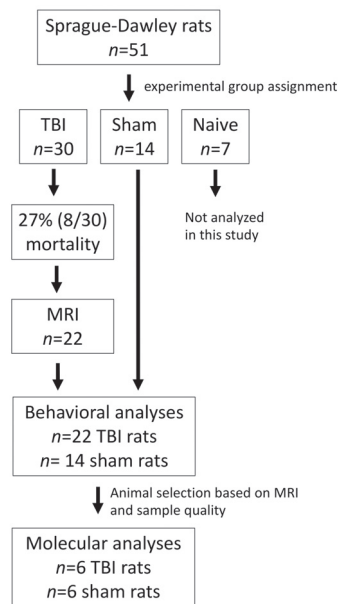 Sprague-Dawley rats
n=51
experimental group assignment
TBI
n=30
Sham
n=14
Naive
n=7
27% (8/30)
mortality
Not analyzed
in this study
MRI
n=22
Behavioral analyses
n=22 TBI rats
n= 14 sham rats
Animal selection based on MRI
and sample quality
Molecular analyses
n=6 TBI rats
n=6 sham rats